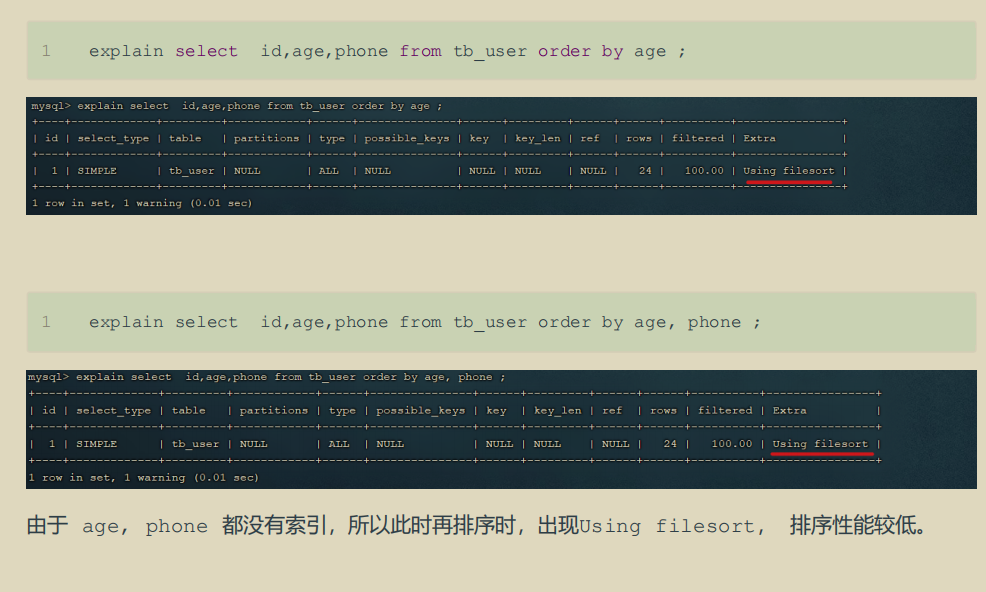 1 explain select  id,age,phone from tb_user order by age ;
mysql> explain select  id,age,phone from tb_user order by age ;
+----+-------------+---------+------------+------+---------------+------+---------+------+------+----------+----------------+
| id | select_type | table   | partitions | type | possible_keys | key  | key_len | ref  | rows | filtered | Extra          |
+----+-------------+---------+------------+------+---------------+------+---------+------+------+----------+----------------+
|  1 | SIMPLE      | tb_user | NULL       | ALL  | NULL          | NULL | NULL    | NULL |   24 |   100.00 | Using filesort |
+----+-------------+---------+------------+------+---------------+------+---------+------+------+----------+----------------+
1 row in set, 1 warning (0.01 sec)
1 explain select  id,age,phone from tb_user order by age, phone ;
mysql> explain select  id,age,phone from tb_user order by age, phone ;
+----+-------------+---------+------------+------+---------------+------+---------+------+------+----------+----------------+
| id | select_type | table   | partitions | type | possible_keys | key  | key_len | ref  | rows | filtered | Extra          |
+----+-------------+---------+------------+------+---------------+------+---------+------+------+----------+----------------+
|  1 | SIMPLE      | tb_user | NULL       | ALL  | NULL          | NULL | NULL    | NULL |   24 |   100.00 | Using filesort |
+----+-------------+---------+------------+------+---------------+------+---------+------+------+----------+----------------+
1 row in set, 1 warning (0.01 sec)
由于 age, phone 都没有索引，所以此时再排序时，出现Using filesort， 排序性能较低。